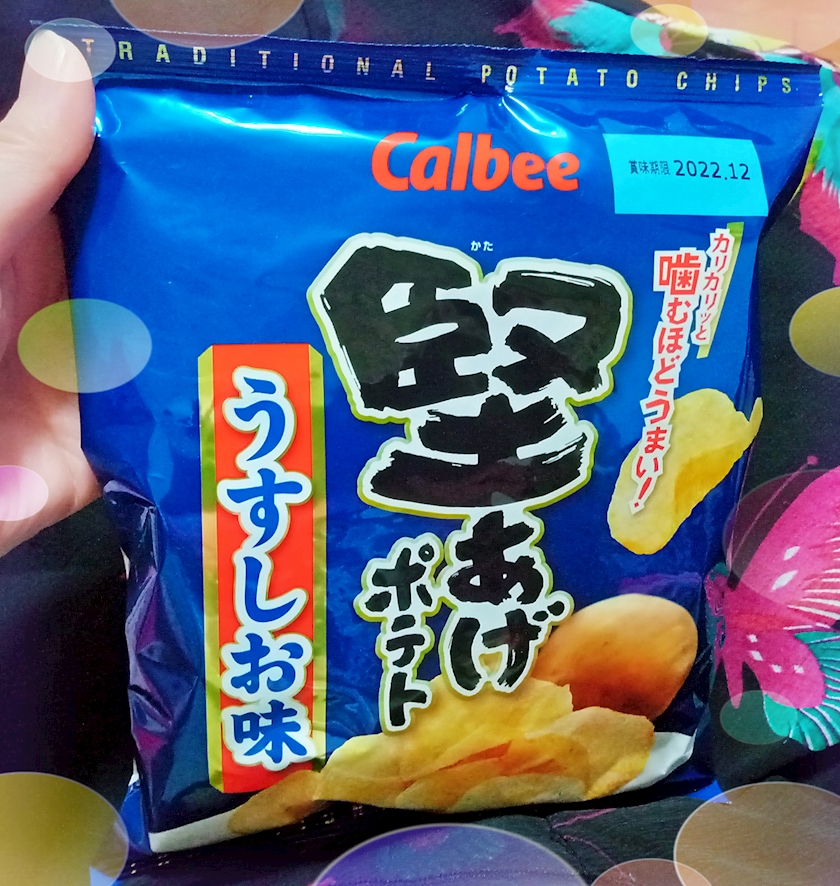 TRADITIONAL POTATO CHIPS
Calbee
賞味期限 2022.12
かた
堅
あげ
ポテト
カリカリッと
噛むほどうまい!
うすしお味